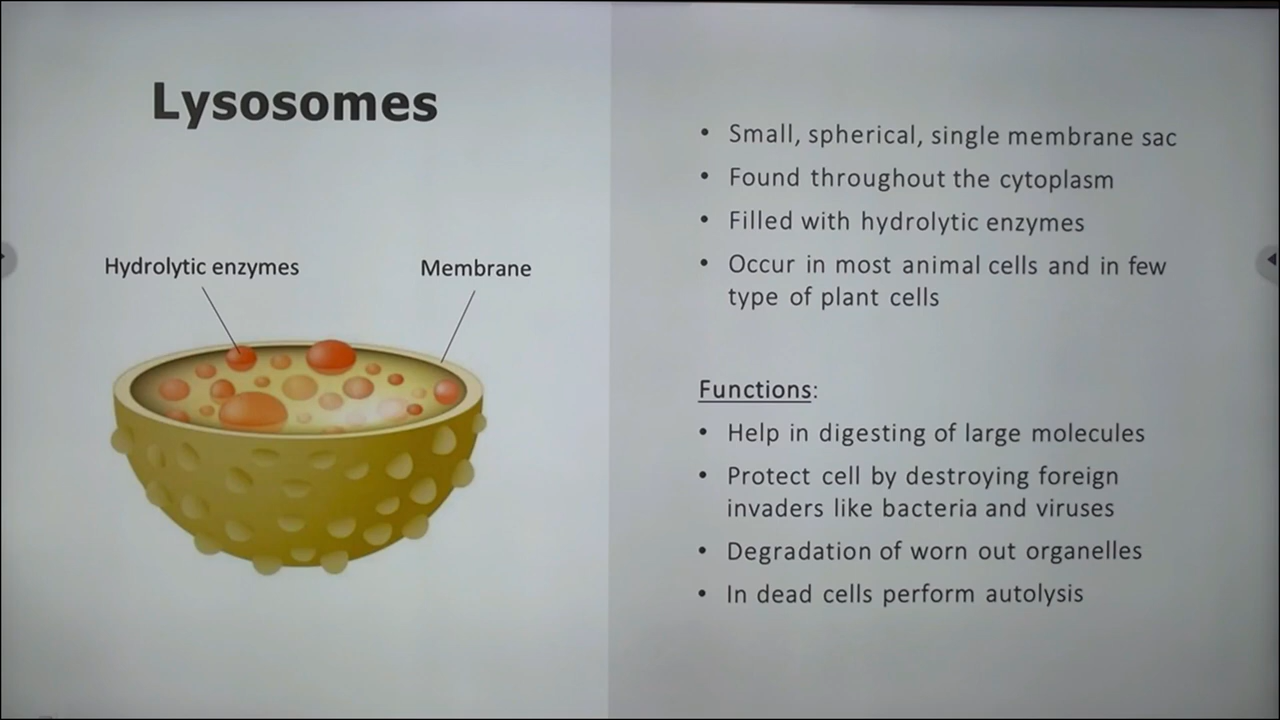 Lysosomes
Hydrolytic enzymes
Membrane
• Small, spherical, single membrane sac
• Found throughout the cytoplasm
• Filled with hydrolytic enzymes
• Occur in most animal cells and in few
type of plant cells
Functions:
• Help in digesting of large molecules
• Protect cell by destroying foreign
invaders like bacteria and viruses
• Degradation of worn out organelles
• In dead cells perform autolysis